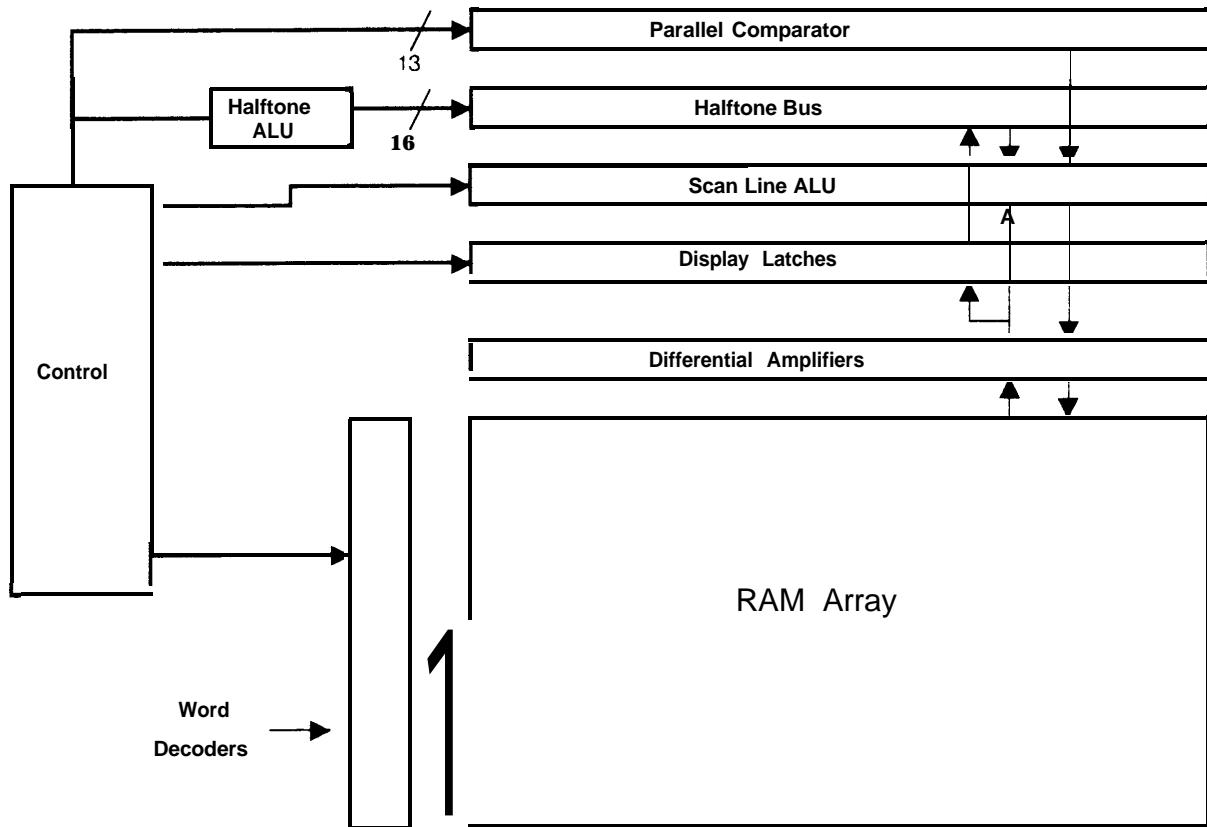 Parallel Comparator
13
Halftone
ALU
16
Halftone Bus
Scan Line ALU
A
Display Latches
Control
Differential Amplifiers
RAM Array
1
Word
Decoders